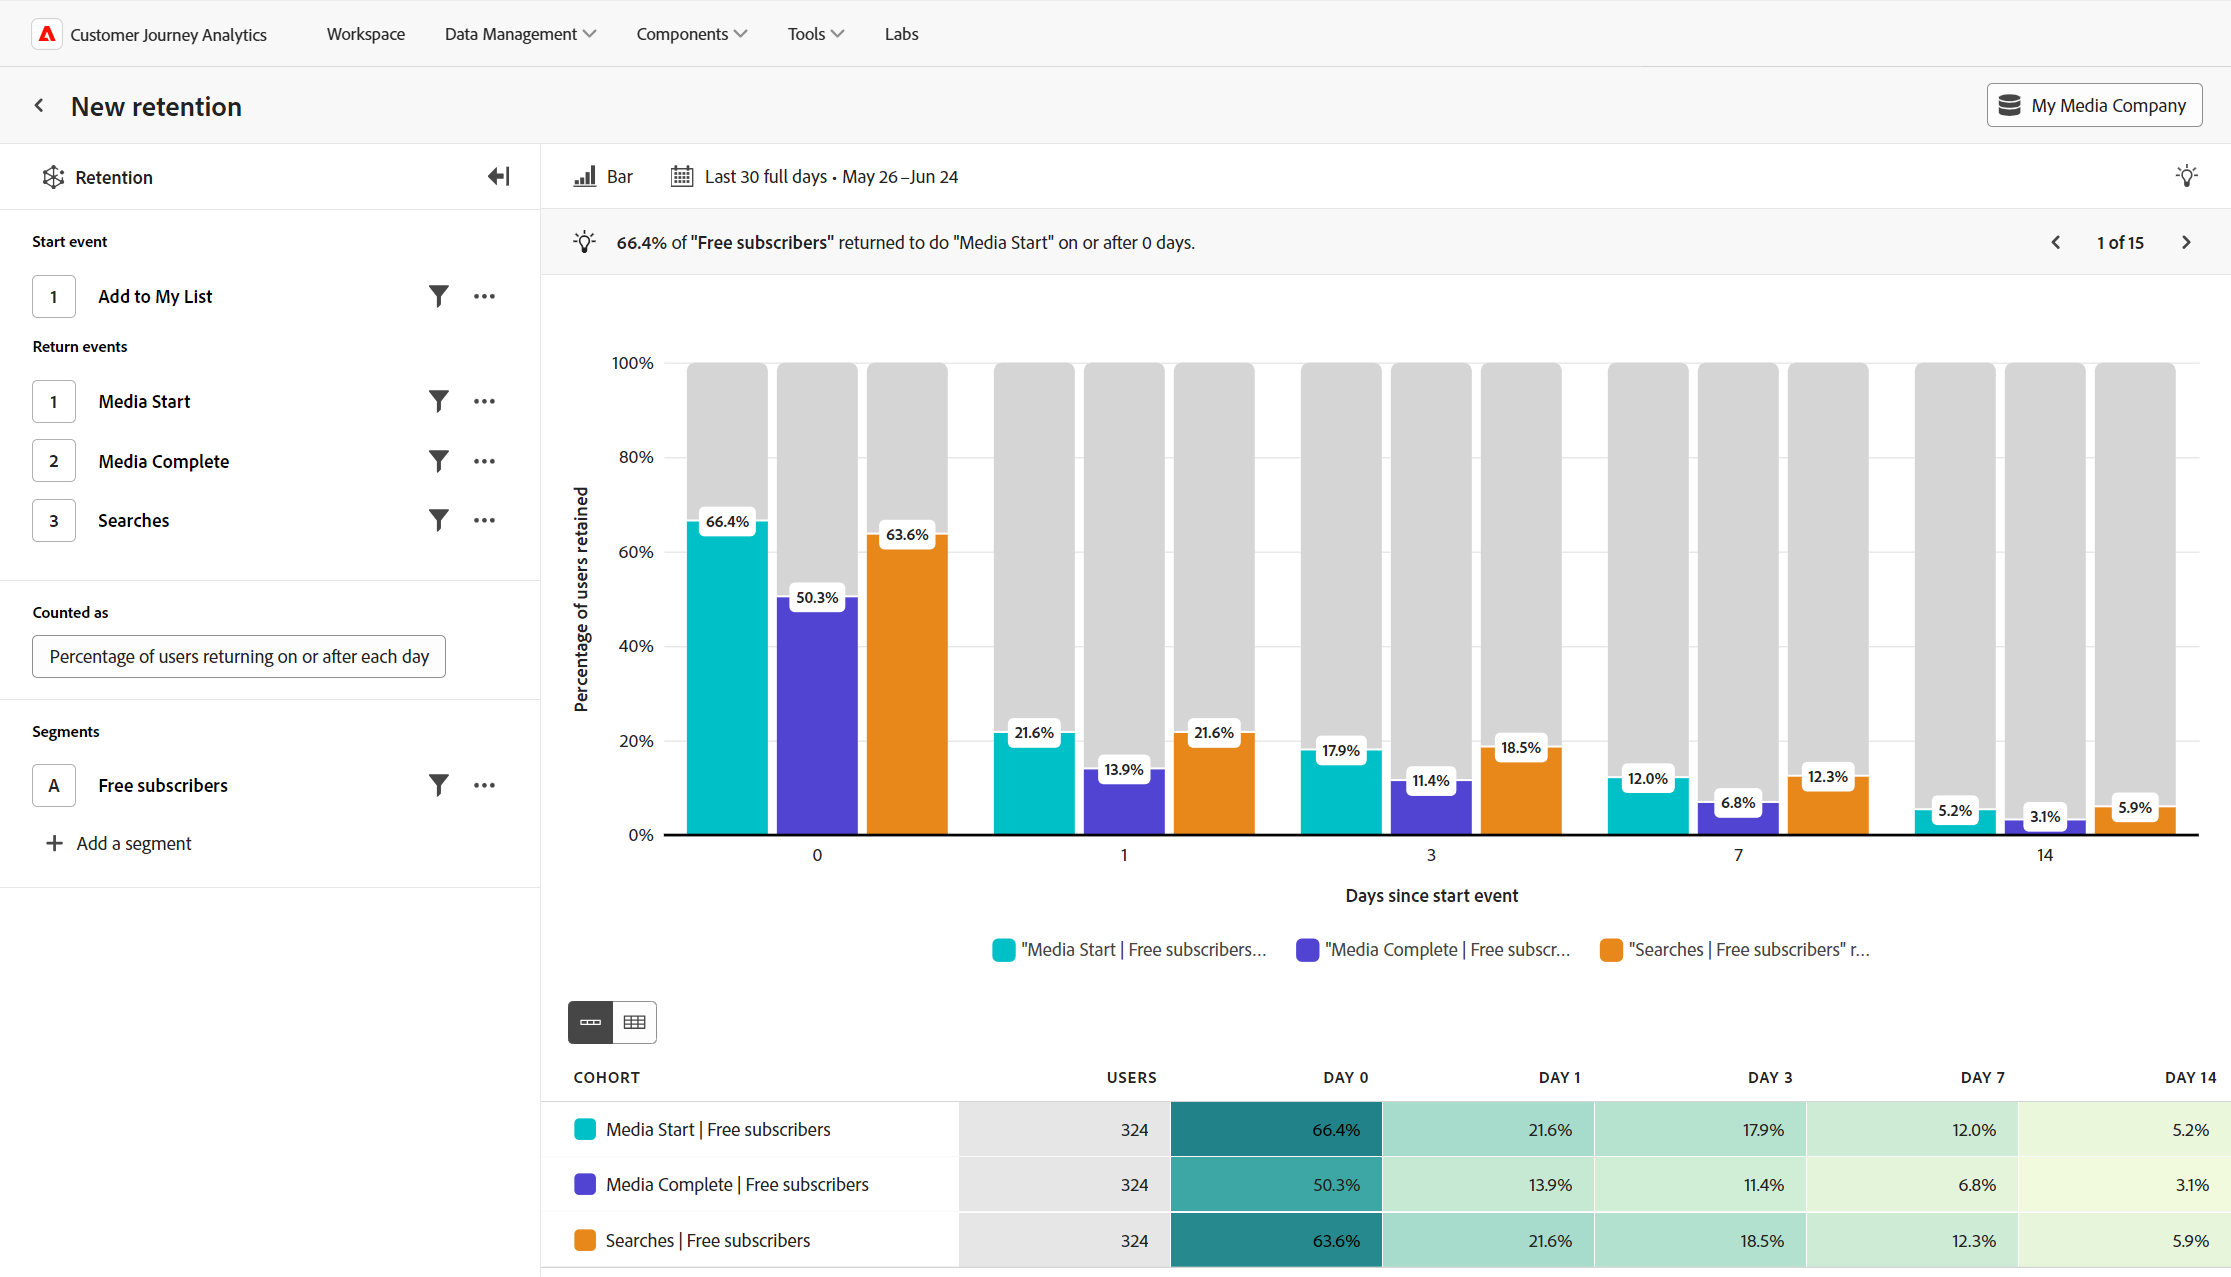 Customer Journey Analytics Workspace Data Management Components Tools Labs
New retention My Media Company
Retention
Bar Last 30 full days • May 26–Jun 24
Start event
66.4% of "Free subscribers" returned to do "Media Start" on or after 0 days. 1 of 15
1 Add to My List
Return events
1 Media Start
2 Media Complete
3 Searches
Counted as
Percentage of users returning on or after each day
Segments
A Free subscribers
Add a segment
Percentage of users retained
100%
80%
60%
40%
20%
0%
66.4% 50.3% 63.6%
21.6% 13.9% 21.6%
17.9% 11.4% 18.5%
12.0% 6.8% 12.3%
5.2% 3.1% 5.9%
0 1 3 7 14
Days since start event
"Media Start | Free subscribers... "Media Complete | Free subscr... "Searches | Free subscribers" r...
COHORT USERS DAY 0 DAY 1 DAY 3 DAY 7 DAY 14
Media Start | Free subscribers 324 66.4% 21.6% 17.9% 12.0% 5.2%
Media Complete | Free subscribers 324 50.3% 13.9% 11.4% 6.8% 3.1%
Searches | Free subscribers 324 63.6% 21.6% 18.5% 12.3% 5.9%